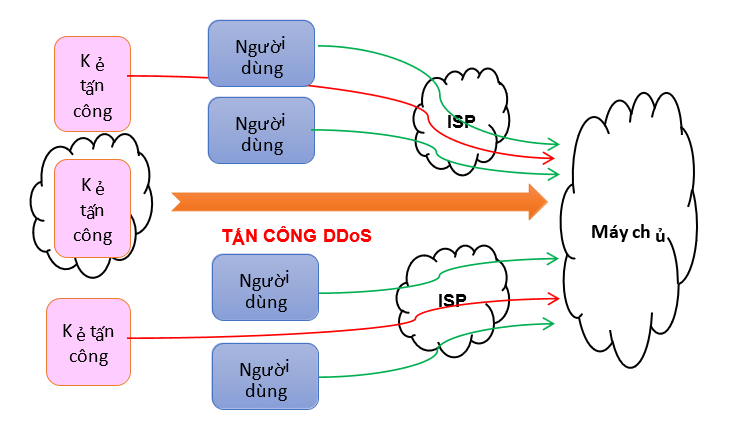 Kẻ
tấn
công
Người
dùng
Người
dùng
ISP
Kẻ
tấn
công
TẤN CÔNG DDoS
Máy chủ
Người
dùng
ISP
Kẻ tấn
công
Người
dùng